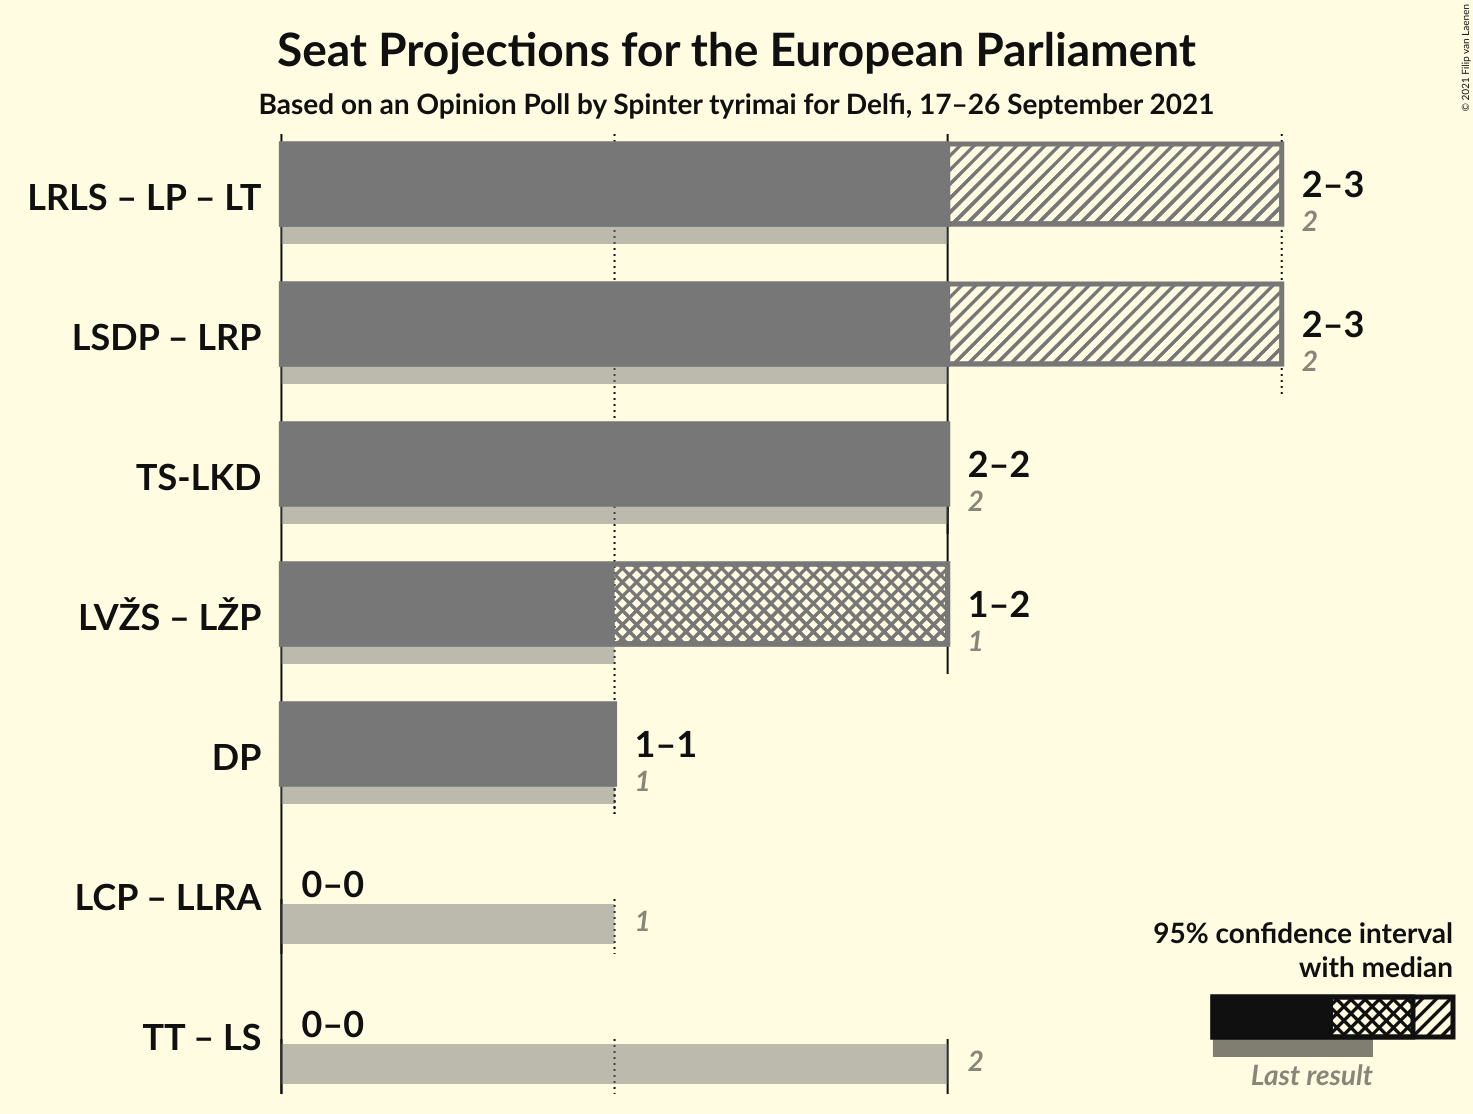 Seat Projections for the European Parliament
Based on an Opinion Poll by Spinter tyrimai for Delfi, 17–26 September 2021
© 2021 Filip van Laenen
LRLS – LP – LT
2–3
2
LSDP – LRP
2–3
2
TS-LKD
2–2
2
LVŽS – LŽP
1–2
1
DP
1–1
1
LCP – LLRA
0–0
1
TT – LS
0–0
2
95% confidence interval
with median
Last result